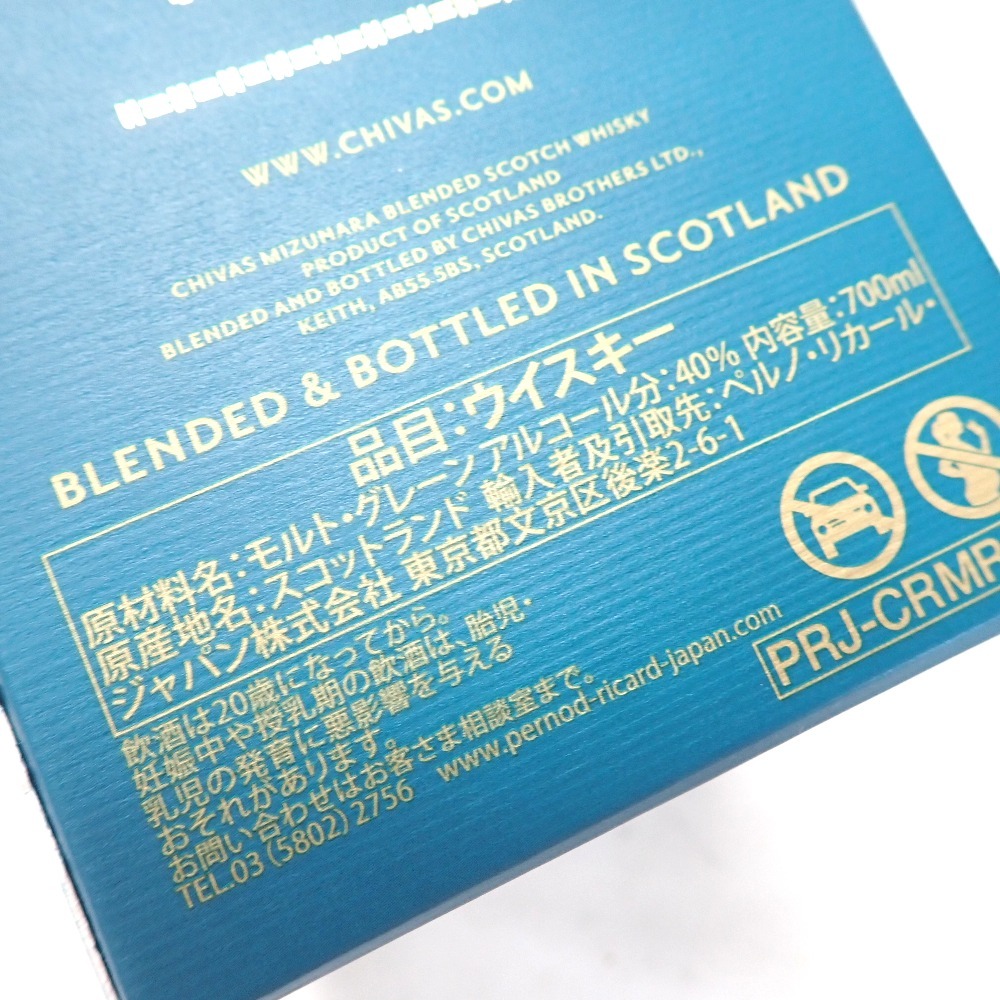 WWW.CHIVAS.COM
CHIVAS MIZUNARA BLENDED SCOTCH WHISKY
PRODUCT OF SCOTLAND
BLENDED AND BOTTLED BY CHIVAS BROTHERS LTD.,
KEITH, AB55 5BS, SCOTLAND.
BLENDED & BOTTLED IN SCOTLAND
品目:ウイスキー
原材料名:モルト・グレーン アルコール分:40% 内容量:700ml
原産地名:スコットランド 輸入者及引取先:ペルノ・リカール・
ジャパン株式会社 東京都文京区後楽2-6-1
飲酒は20歳になってから。
妊娠中や授乳期の飲酒は、胎児・
乳児の発育に悪影響を与える
おそれがあります。
お問い合わせはお客さま相談室まで。
TEL.03(5802)2756
www.pernod-ricard-japan.com
PRJ-CRMR